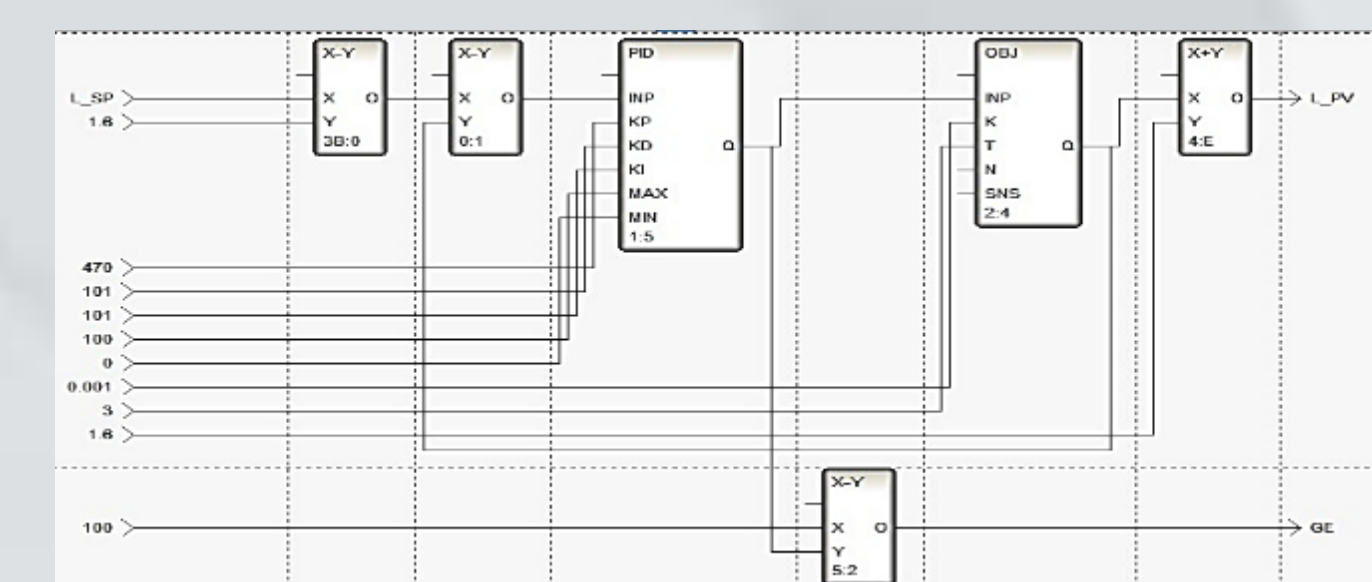 X-Y
X O
Y
3B:0
X-Y
X O
Y
0:1
PID
INP
KP
KD Q
KI
MAX
MIN
1:5
OBJ
INP
K
T Q
N
SNS
2:4
X+Y
X O
Y
4:E
L_SP
1.6
L_PV
470
101
101
100
0
0.001
3
1.6
X-Y
X O
Y
5:2
100
GE